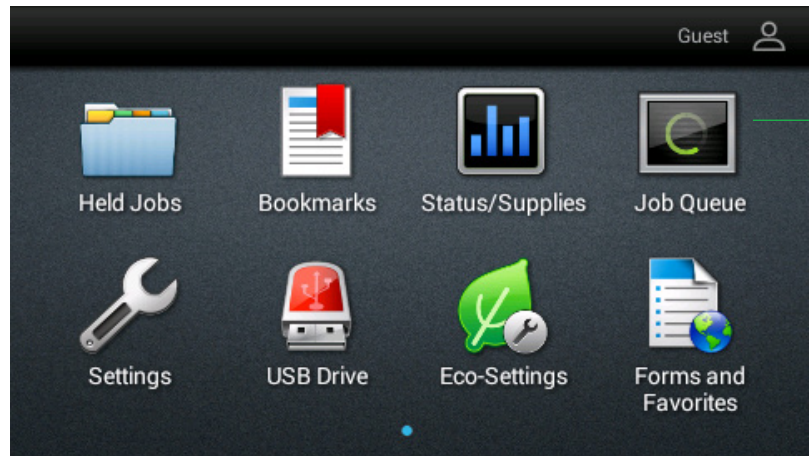 Guest
Held Jobs
Bookmarks
Status/Supplies
Job Queue
Settings
USB Drive
Eco-Settings
Forms and
Favorites